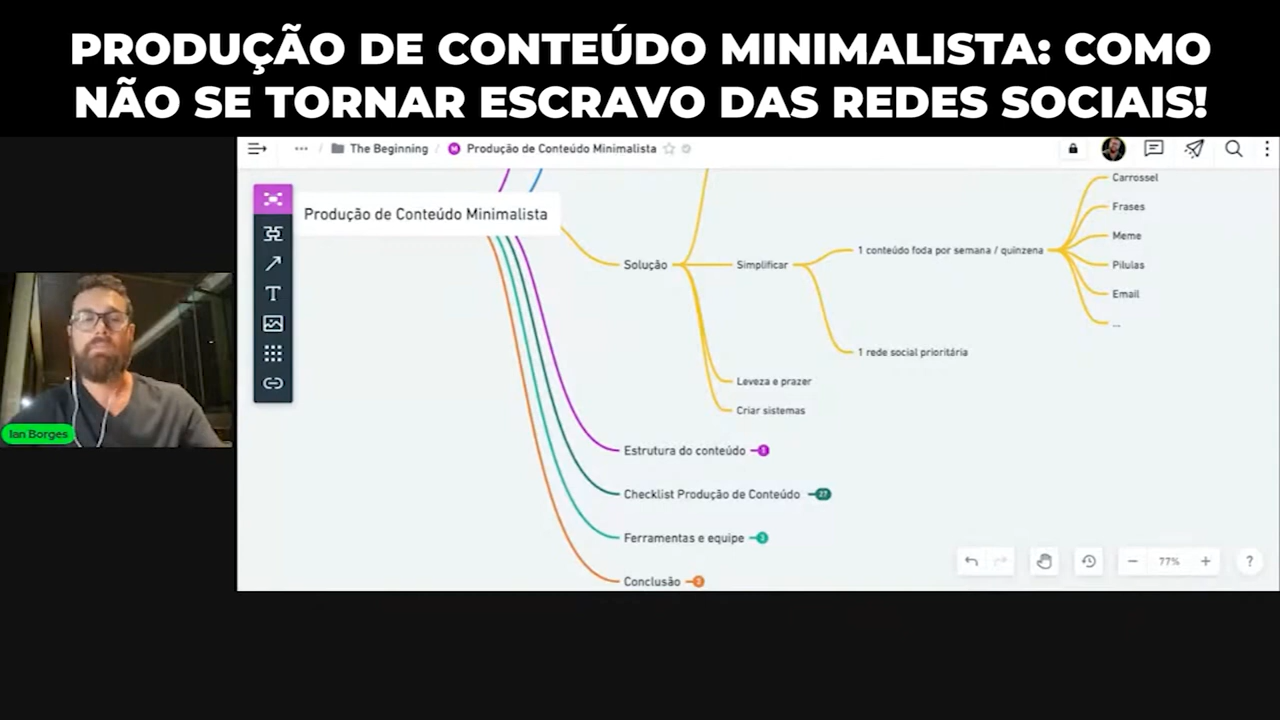 PRODUÇÃO DE CONTEÚDO MINIMALISTA: COMO
NÃO SE TORNAR ESCRAVO DAS REDES SOCIAIS!
... / The Beginning / M Produção de Conteúdo Minimalista
Produção de Conteúdo Minimalista
Solução
Simplificar
1 conteúdo foda por semana / quinzena
Carrossel
Frases
Meme
Pílulas
Email
...
1 rede social prioritária
Leveza e prazer
Criar sistemas
Estrutura do conteúdo
Checklist Produção de Conteúdo 27
Ferramentas e equipe
Conclusão
Ian Borges
77%
?